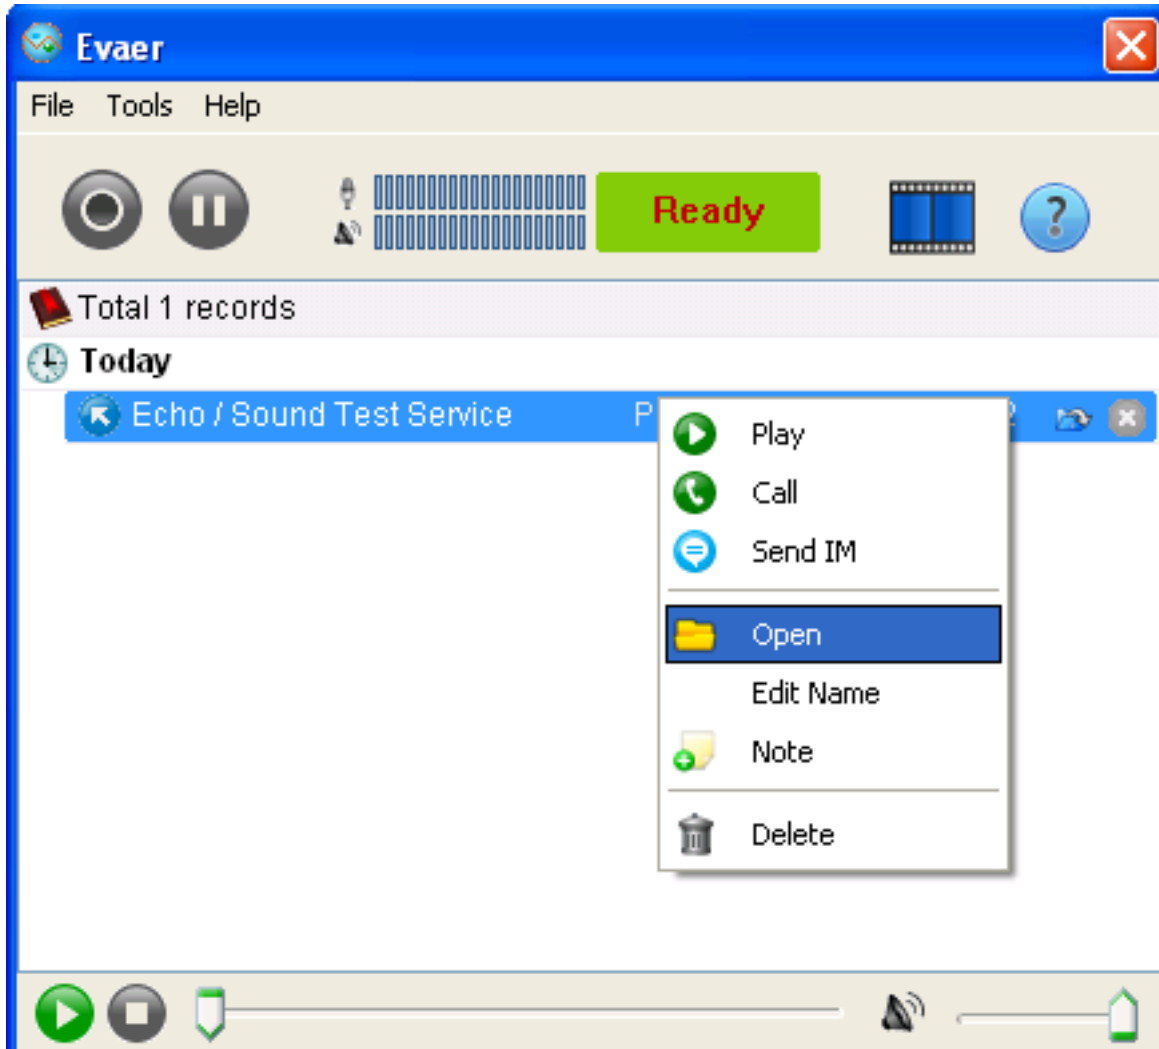 Evaer
File Tools Help
Ready
Total 1 records
Today
Echo / Sound Test Service
Play
Call
Send IM
Open
Edit Name
Note
Delete